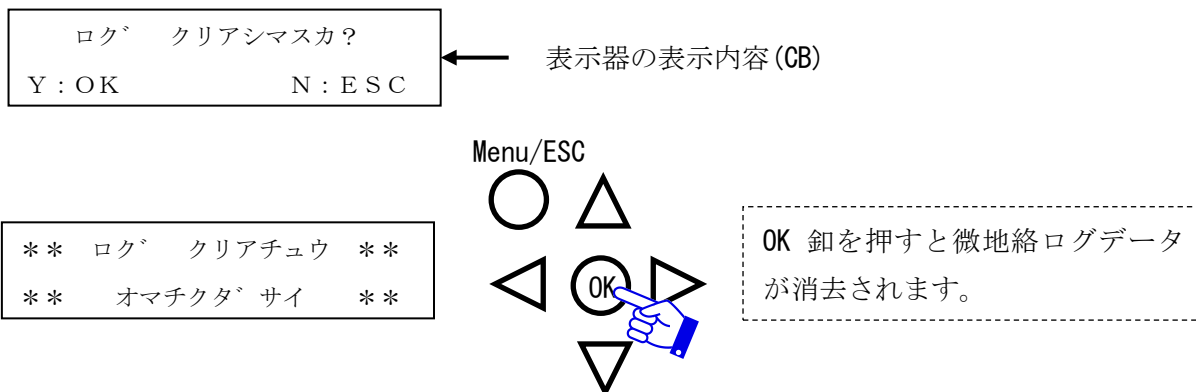 ログ゛ クリアシマスカ？
Ｙ：ＯＫ Ｎ：ＥＳＣ
表示器の表示内容(CB)
Menu/ESC
＊＊ ログ゛ クリアチュウ ＊＊
＊＊ オマチクダ゛サイ ＊＊
OK
OK 釦を押すと微地絡ログデータ
が消去されます。